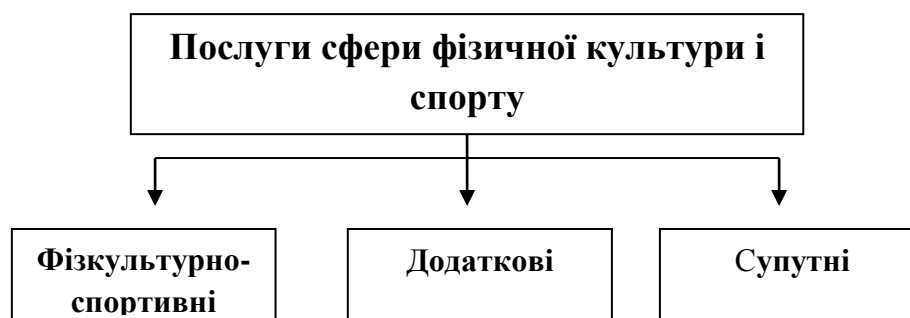 Послуги сфери фізичної культури і
спорту
Фізкультурно-
спортивні
Додаткові
Супутні